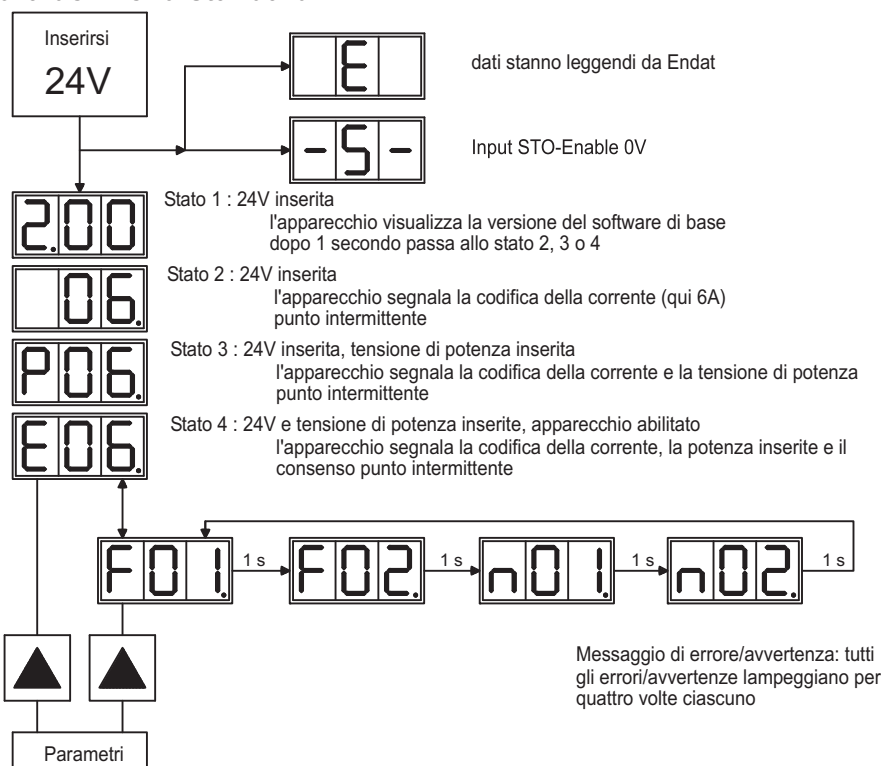 Inserirsi
24V
E
dati stanno leggendi da Endat
-S-
Input STO-Enable 0V
2.00
Stato 1 : 24V inserita
l'apparecchio visualizza la versione del software di base
dopo 1 secondo passa allo stato 2, 3 o 4
06.
Stato 2 : 24V inserita
l'apparecchio segnala la codifica della corrente (qui 6A)
punto intermittente
P06.
Stato 3 : 24V inserita, tensione di potenza inserita
l'apparecchio segnala la codifica della corrente e la tensione di potenza
punto intermittente
E06.
Stato 4 : 24V e tensione di potenza inserite, apparecchio abilitato
l'apparecchio segnala la codifica della corrente, la potenza inserite e il
consenso punto intermittente
F01. 1 s F02. 1 s n01. 1 s n02. 1 s
Messaggio di errore/avvertenza: tutti
gli errori/avvertenze lampeggiano per
quattro volte ciascuno
Parametri